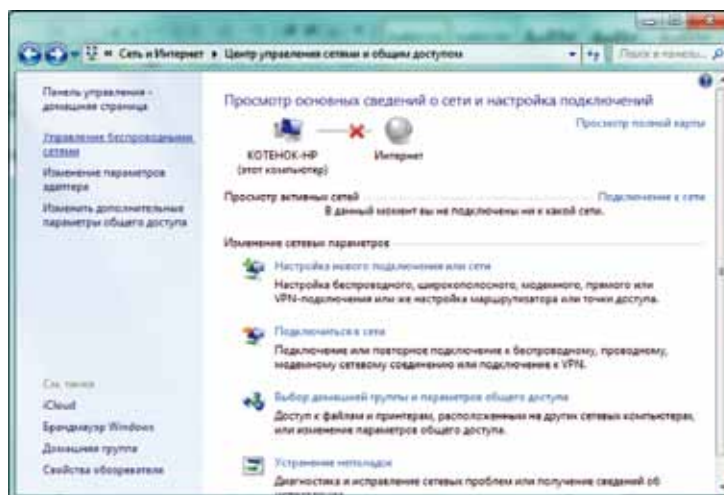 Сеть и Интернет ▸ Центр управления сетями и общим доступом
Поиск в панели...
Панель управления -
домашняя страница
Управление беспроводными
сетями
Изменение параметров
адаптера
Изменить дополнительные
параметры общего доступа
Просмотр основных сведений о сети и настройка подключений
Просмотр полной карты
КОТЕНОК-HP
(этот компьютер)
Интернет
Просмотр активных сетей
Подключение к сети
В данный момент вы не подключены ни к какой сети.
Изменение сетевых параметров
Настройка нового подключения или сети
Настройка беспроводного, широкополосного, модемного, прямого или
VPN-подключения или же настройка маршрутизатора или точки доступа.
Подключиться к сети
Подключение или повторное подключение к беспроводному, проводному,
модемному сетевому соединению или подключение к VPN.
Выбор домашней группы и параметров общего доступа
Доступ к файлам и принтерам, расположенным на других сетевых компьютерах,
или изменение параметров общего доступа.
Устранение неполадок
Диагностика и исправление сетевых проблем или получение сведений об
См. также
iCloud
Брандмауэр Windows
Домашняя группа
Свойства обозревателя